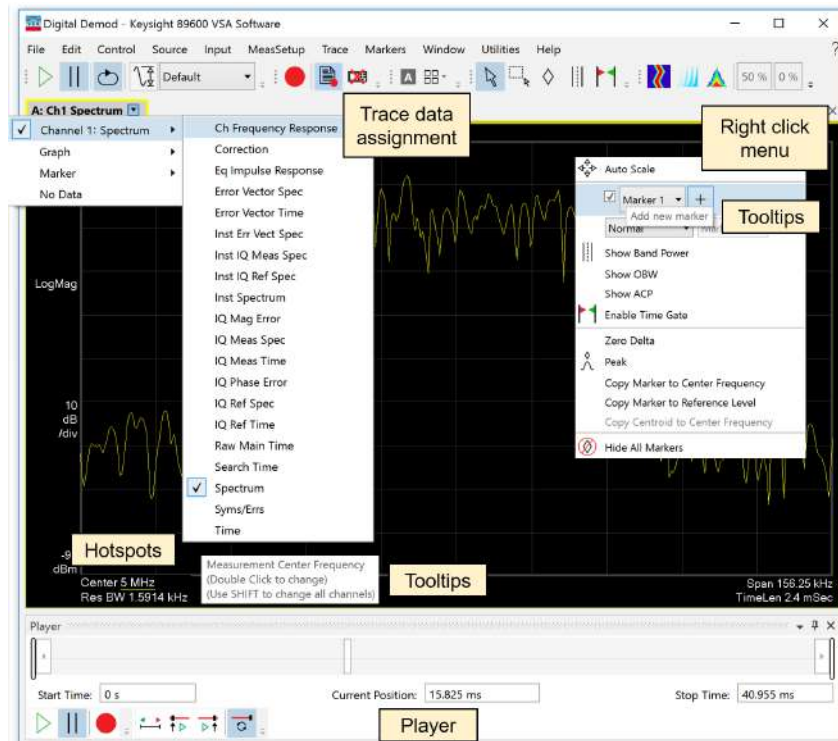 Digital Demod - Keysight 89600 VSA Software
File Edit Control Source Input MeasSetup Trace Markers Window Utilities Help ?
Default A 50 % 0 %
A: Ch1 Spectrum
Trace data
assignment
Right click
menu
Channel 1: Spectrum
Graph
Marker
No Data
Ch Frequency Response
Correction
Eq Impulse Response
Error Vector Spec
Error Vector Time
Inst Err Vect Spec
Inst IQ Meas Spec
Inst IQ Ref Spec
Inst Spectrum
IQ Mag Error
IQ Meas Spec
IQ Meas Time
IQ Phase Error
IQ Ref Spec
IQ Ref Time
Raw Main Time
Search Time
Spectrum
Syms/Errs
Time
Auto Scale
Marker 1 +
Add new marker
Tooltips
Normal
Show Band Power
Show OBW
Show ACP
Enable Time Gate
Zero Delta
Peak
Copy Marker to Center Frequency
Copy Marker to Reference Level
Copy Centroid to Center Frequency
Hide All Markers
LogMag
10
dB
/div
Hotspots
dBm
Center 5 MHz
Res BW 1.5914 kHz
Measurement Center Frequency
(Double Click to change)
(Use SHIFT to change all channels)
Tooltips
Span 156.25 kHz
TimeLen 2.4 mSec
Player
Start Time: 0 s Current Position: 15.825 ms Stop Time: 40.955 ms
Player